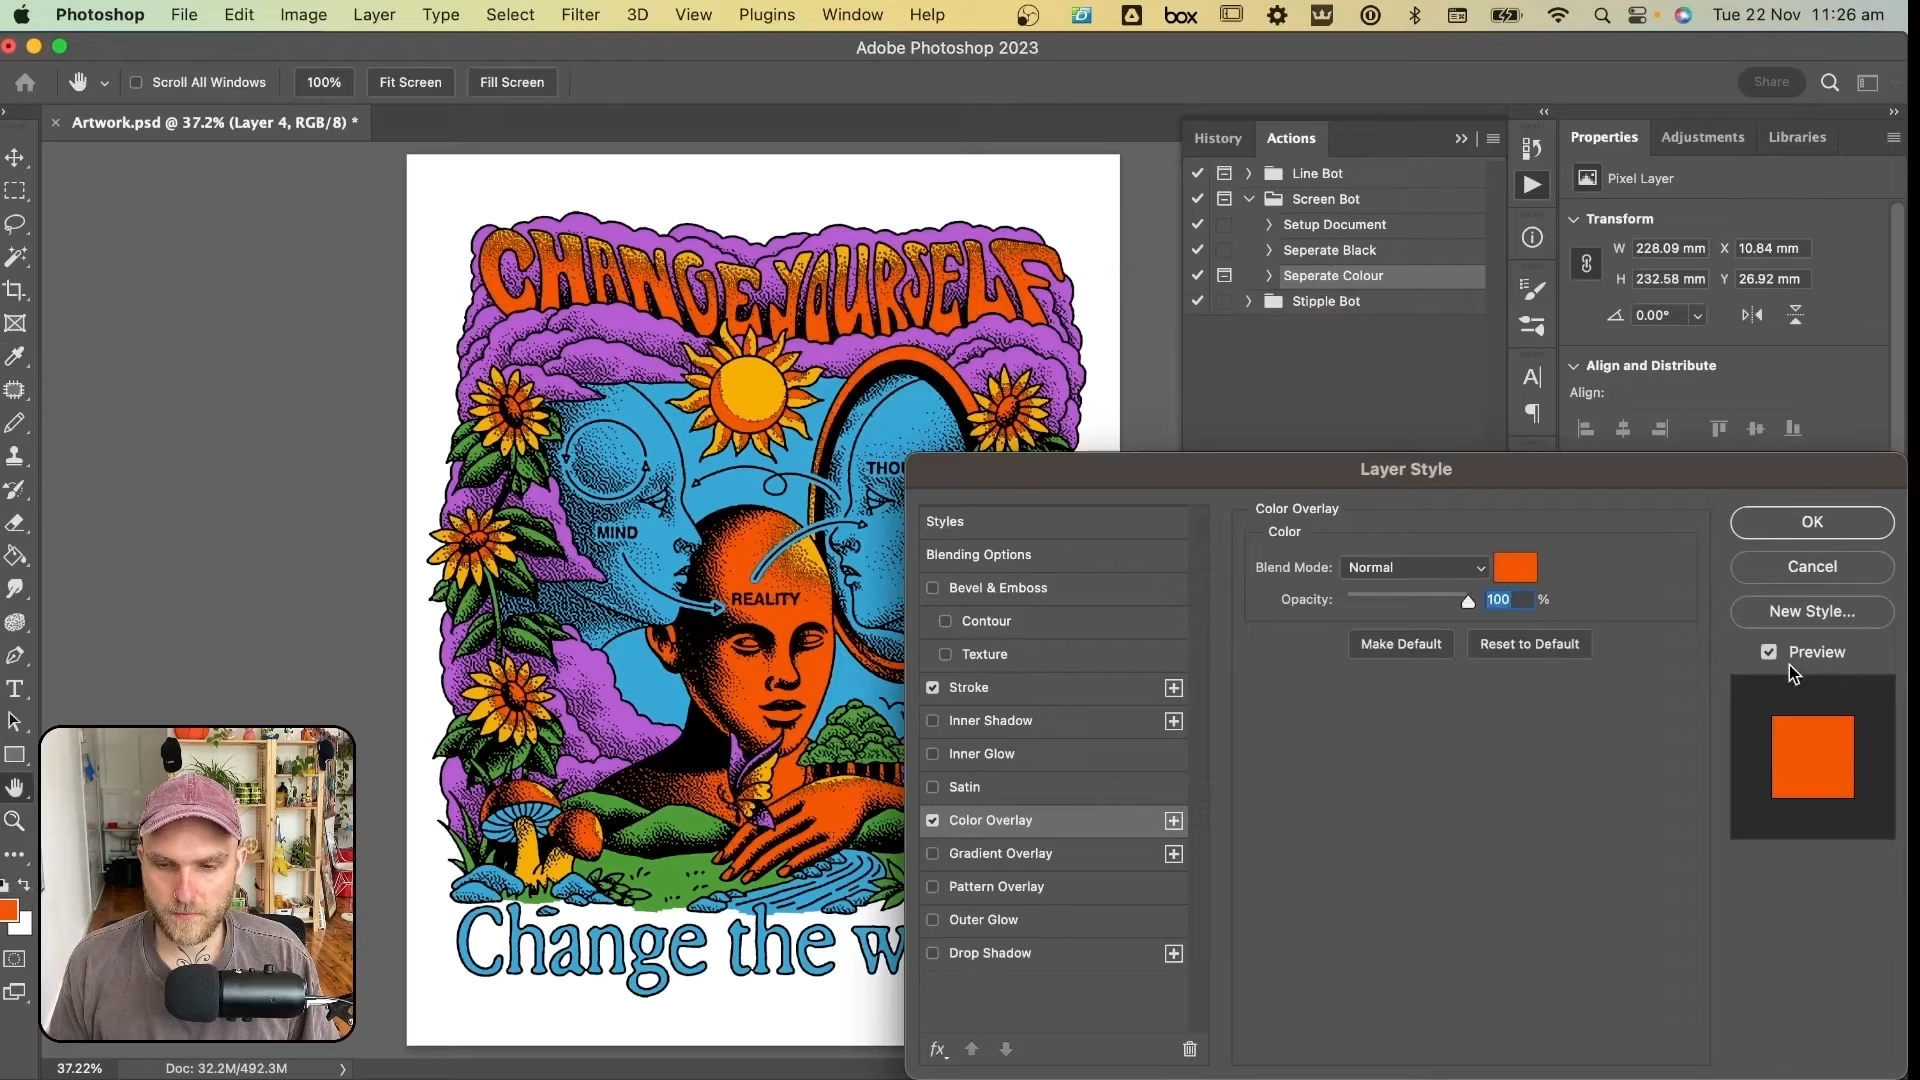 Photoshop File Edit Image Layer Type Select Filter 3D View Plugins Window Help box Tue 22 Nov 11:26 am
Adobe Photoshop 2023
Scroll All Windows 100% Fit Screen Fill Screen Share
Artwork.psd @ 37.2% (Layer 4, RGB/8) *
History Actions
Properties Adjustments Libraries
Line Bot
Screen Bot
Setup Document
Seperate Black
Seperate Colour
Stipple Bot
Pixel Layer
Transform
W 228.09 mm X 10.84 mm
H 232.58 mm Y 26.92 mm
0.00°
Align and Distribute
Align:
CHANGE YOURSELF
MIND
THOU
REALITY
Change the w
Layer Style
Styles
Blending Options
Bevel & Emboss
Contour
Texture
Stroke
Inner Shadow
Inner Glow
Satin
Color Overlay
Gradient Overlay
Pattern Overlay
Outer Glow
Drop Shadow
fx
Color Overlay
Color
Blend Mode: Normal
Opacity: 100 %
Make Default Reset to Default
OK
Cancel
New Style...
Preview
37.22% Doc: 32.2M/492.3M